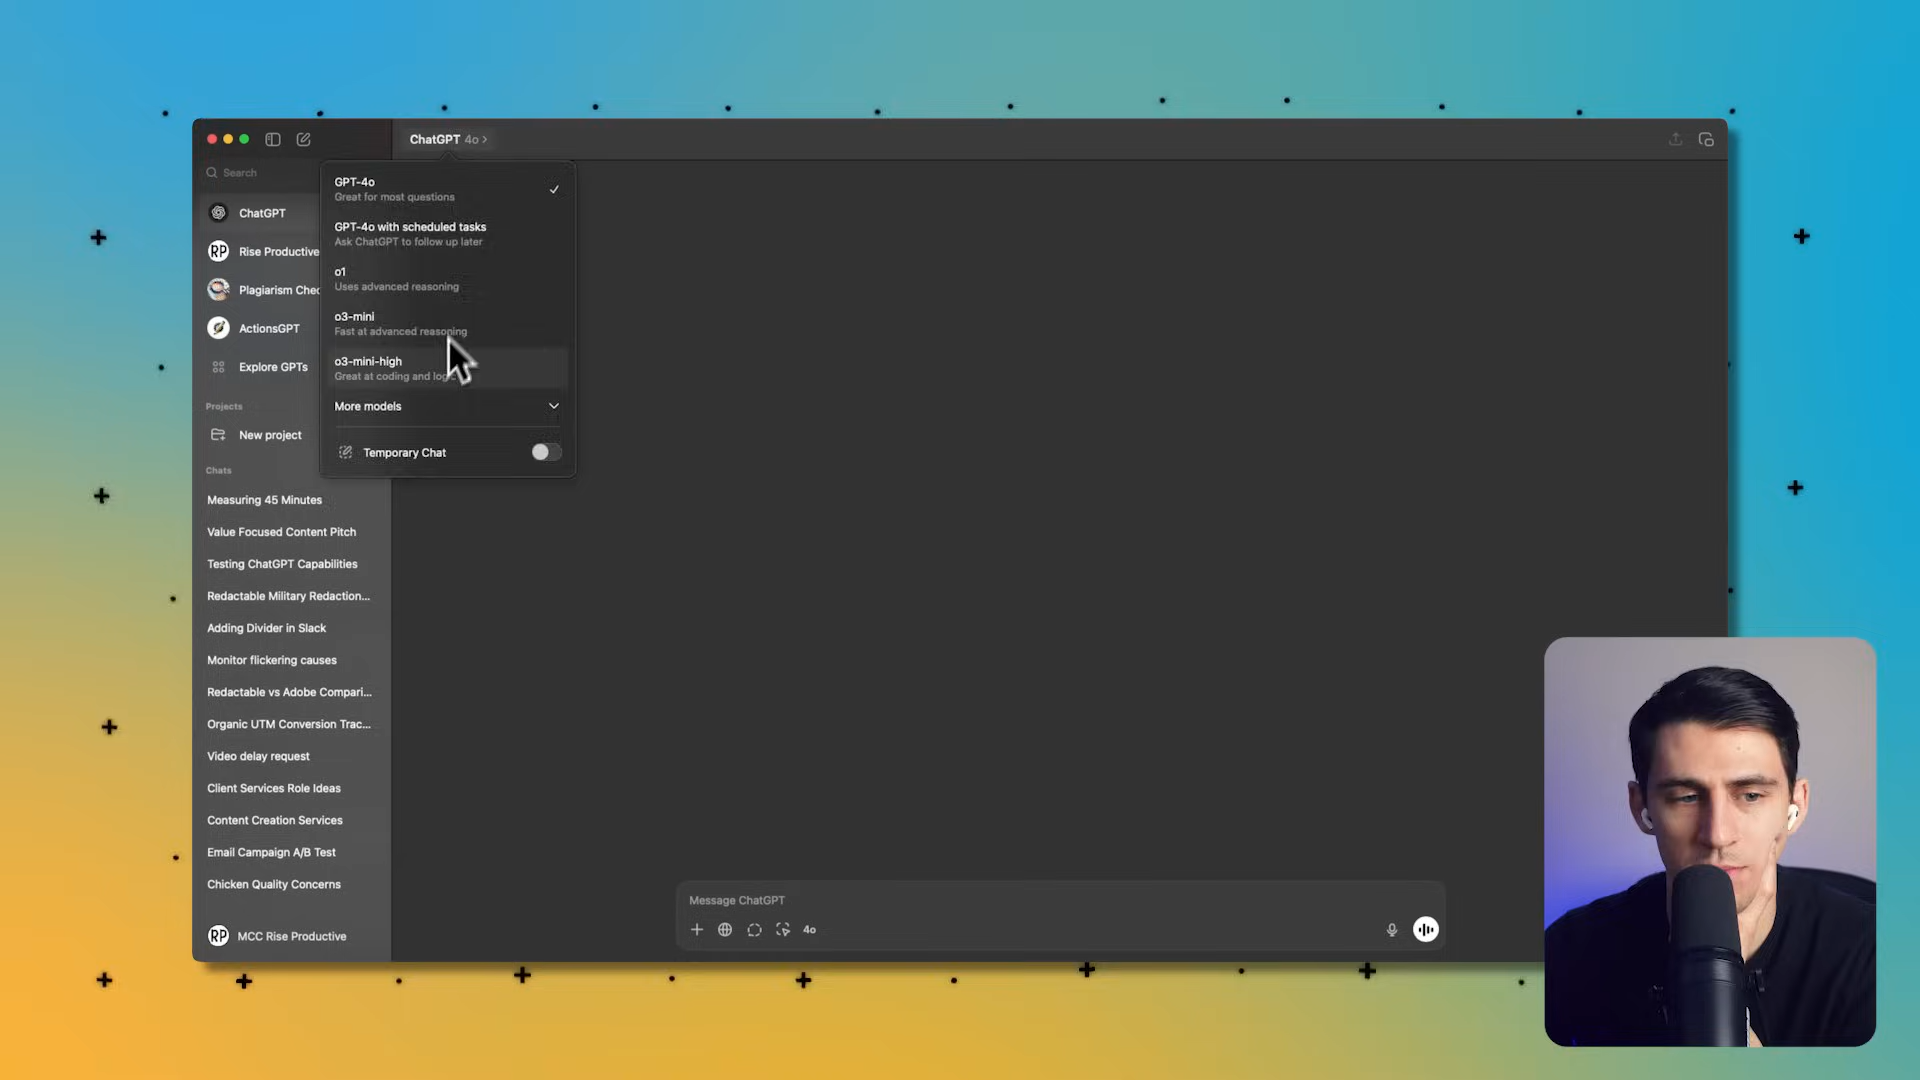 ChatGPT 4o >
Search
ChatGPT
RP Rise Productive
Plagiarism Chec
ActionsGPT
Explore GPTs
Projects
New project
Chats
Measuring 45 Minutes
Value Focused Content Pitch
Testing ChatGPT Capabilities
Redactable Military Redaction...
Adding Divider in Slack
Monitor flickering causes
Redactable vs Adobe Compari...
Organic UTM Conversion Trac...
Video delay request
Client Services Role Ideas
Content Creation Services
Email Campaign A/B Test
Chicken Quality Concerns
RP MCC Rise Productive
GPT-4o
Great for most questions
GPT-4o with scheduled tasks
Ask ChatGPT to follow up later
o1
Uses advanced reasoning
o3-mini
Fast at advanced reasoning
o3-mini-high
Great at coding and logic
More models
Temporary Chat
Message ChatGPT
4o